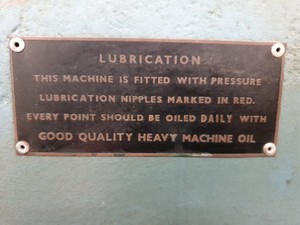 LUBRICATION
THIS MACHINE IS FITTED WITH PRESSURE
LUBRICATION NIPPLES MARKED IN RED.
EVERY POINT SHOULD BE OILED DAILY WITH
GOOD QUALITY HEAVY MACHINE OIL